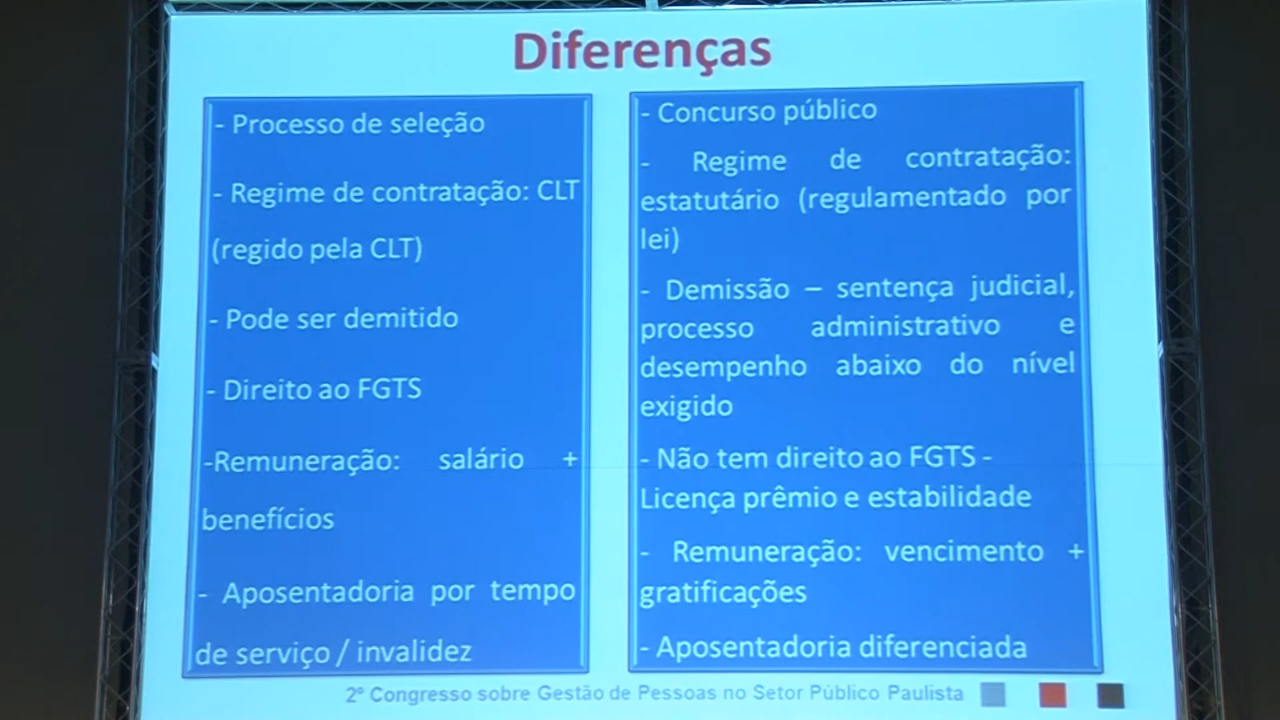 Diferenças
- Processo de seleção
- Regime de contratação: CLT
(regido pela CLT)
- Pode ser demitido
- Direito ao FGTS
-Remuneração: salário +
benefícios
- Aposentadoria por tempo
de serviço / invalidez
- Concurso público
- Regime de contratação:
estatutário (regulamentado por
lei)
- Demissão – sentença judicial,
processo administrativo e
desempenho abaixo do nível
exigido
- Não tem direito ao FGTS -
Licença prêmio e estabilidade
- Remuneração: vencimento +
gratificações
- Aposentadoria diferenciada
2º Congresso sobre Gestão de Pessoas no Setor Público Paulista